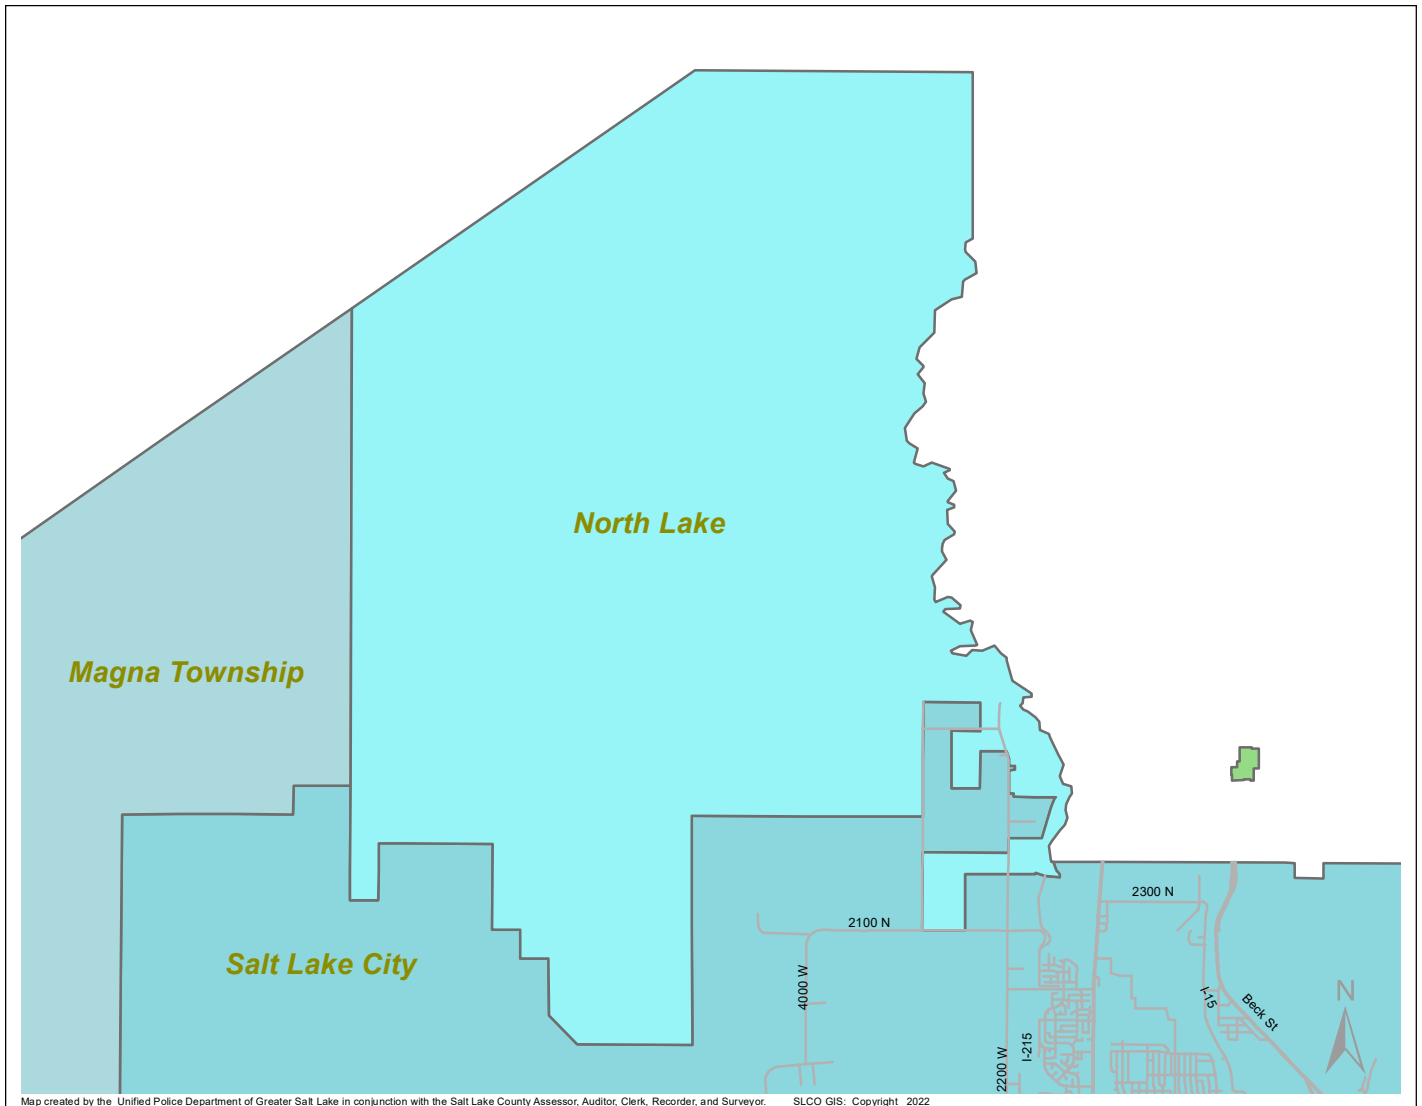 North Lake
Magna Township
2300 N
2100 N
Salt Lake City
4000 W
I-15
Beck St
N
I-215
2200 W
Map created by the Unified Police Department of Greater Salt Lake in conjunction with the Salt Lake County Assessor, Auditor, Clerk, Recorder, and Surveyor. SLCO GIS: Copyright 2022